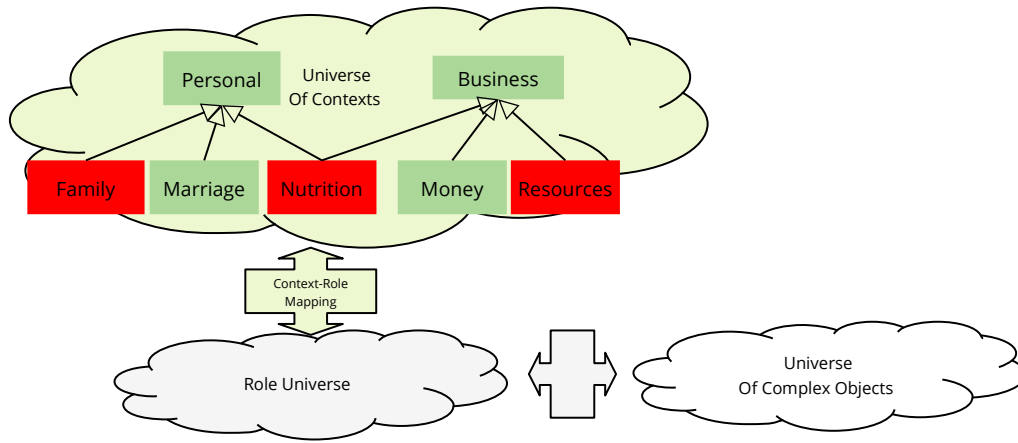 Personal
Universe
Of Contexts
Business
Family
Marriage
Nutrition
Money
Resources
Context-Role
Mapping
Role Universe
Universe
Of Complex Objects